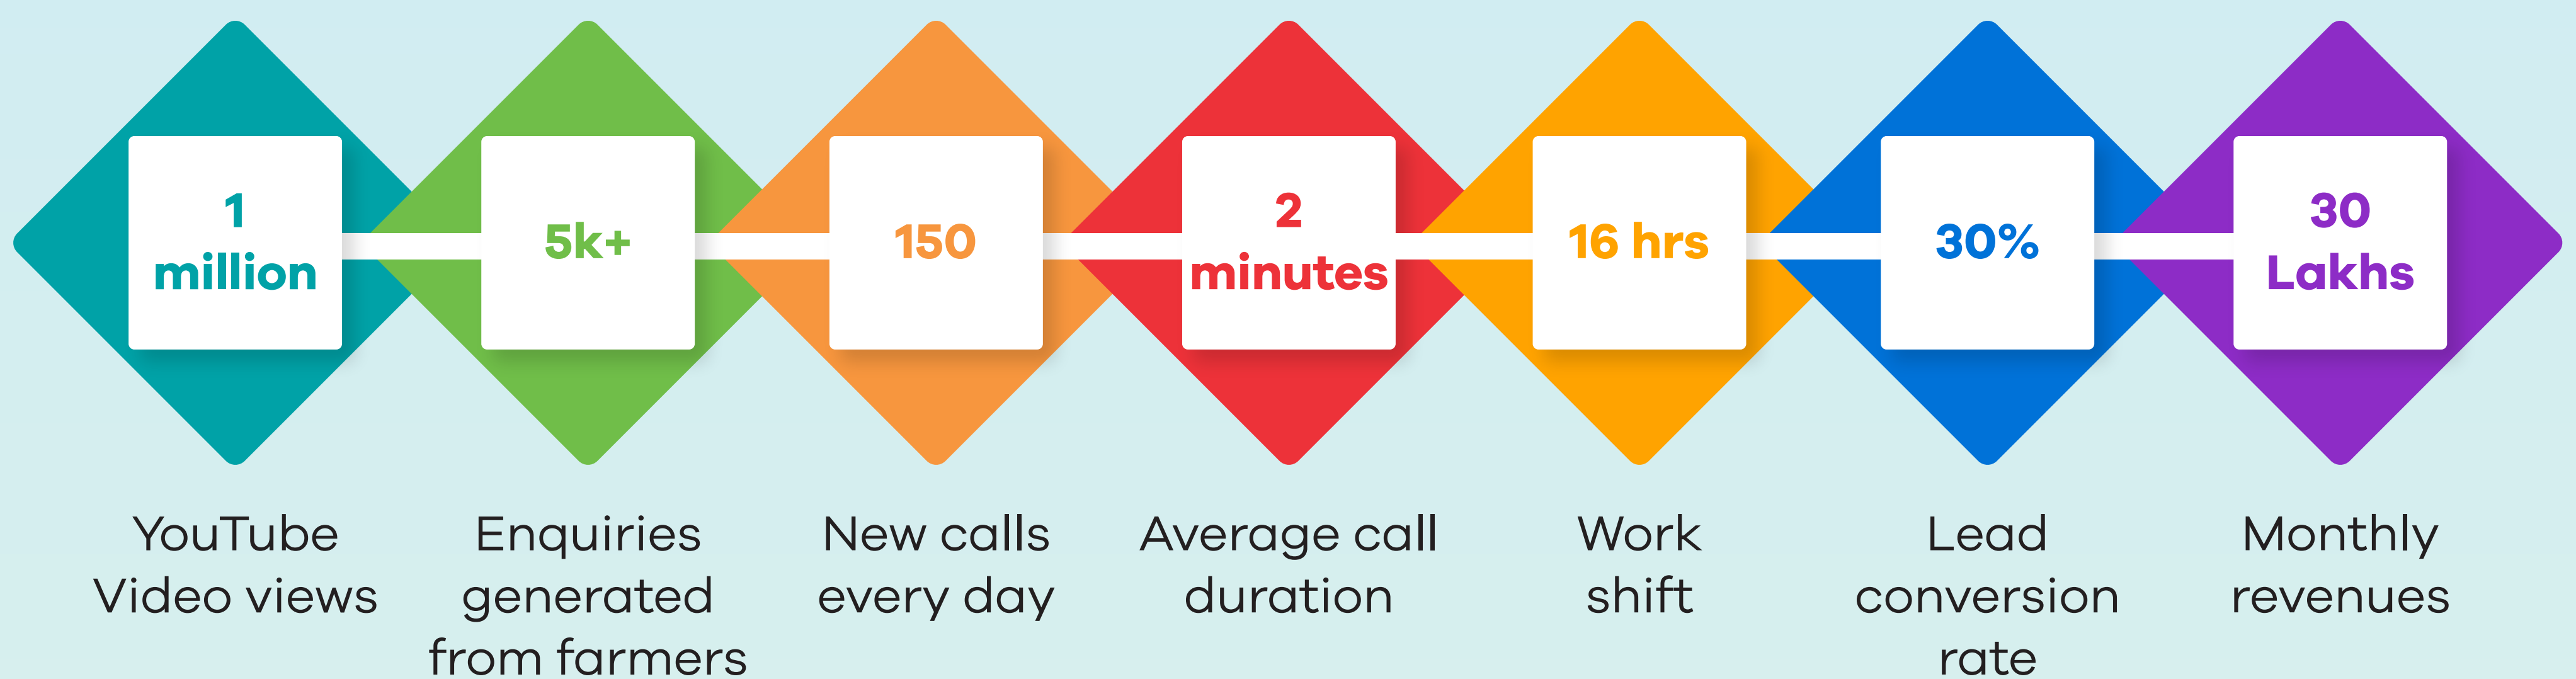 1
million
YouTube
Video views
5k+
Enquiries
generated
from farmers
150
New calls
every day
2
minutes
Average call
duration
16 hrs
Work
shift
30%
Lead
conversion
rate
30
Lakhs
Monthly
revenues